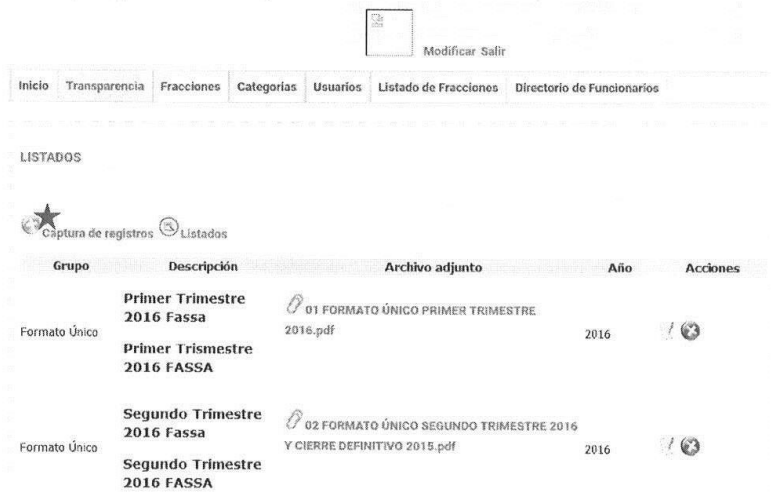 Modificar Salir
Inicio Transparencia Fracciones Categorias Usuarios Listado de Fracciones Directorio de Funcionarios
LISTADOS
Captura de registros Listados
Grupo Descripción Archivo adjunto Año Acciones
Formato Único
Primer Trimestre
2016 Fassa
Primer Trismestre
2016 FASSA
01 FORMATO ÚNICO PRIMER TRIMESTRE
2016.pdf
2016
Formato Único
Segundo Trimestre
2016 Fassa
Segundo Trimestre
2016 FASSA
02 FORMATO ÚNICO SEGUNDO TRIMESTRE 2016
Y CIERRE DEFINITIVO 2015.pdf
2016